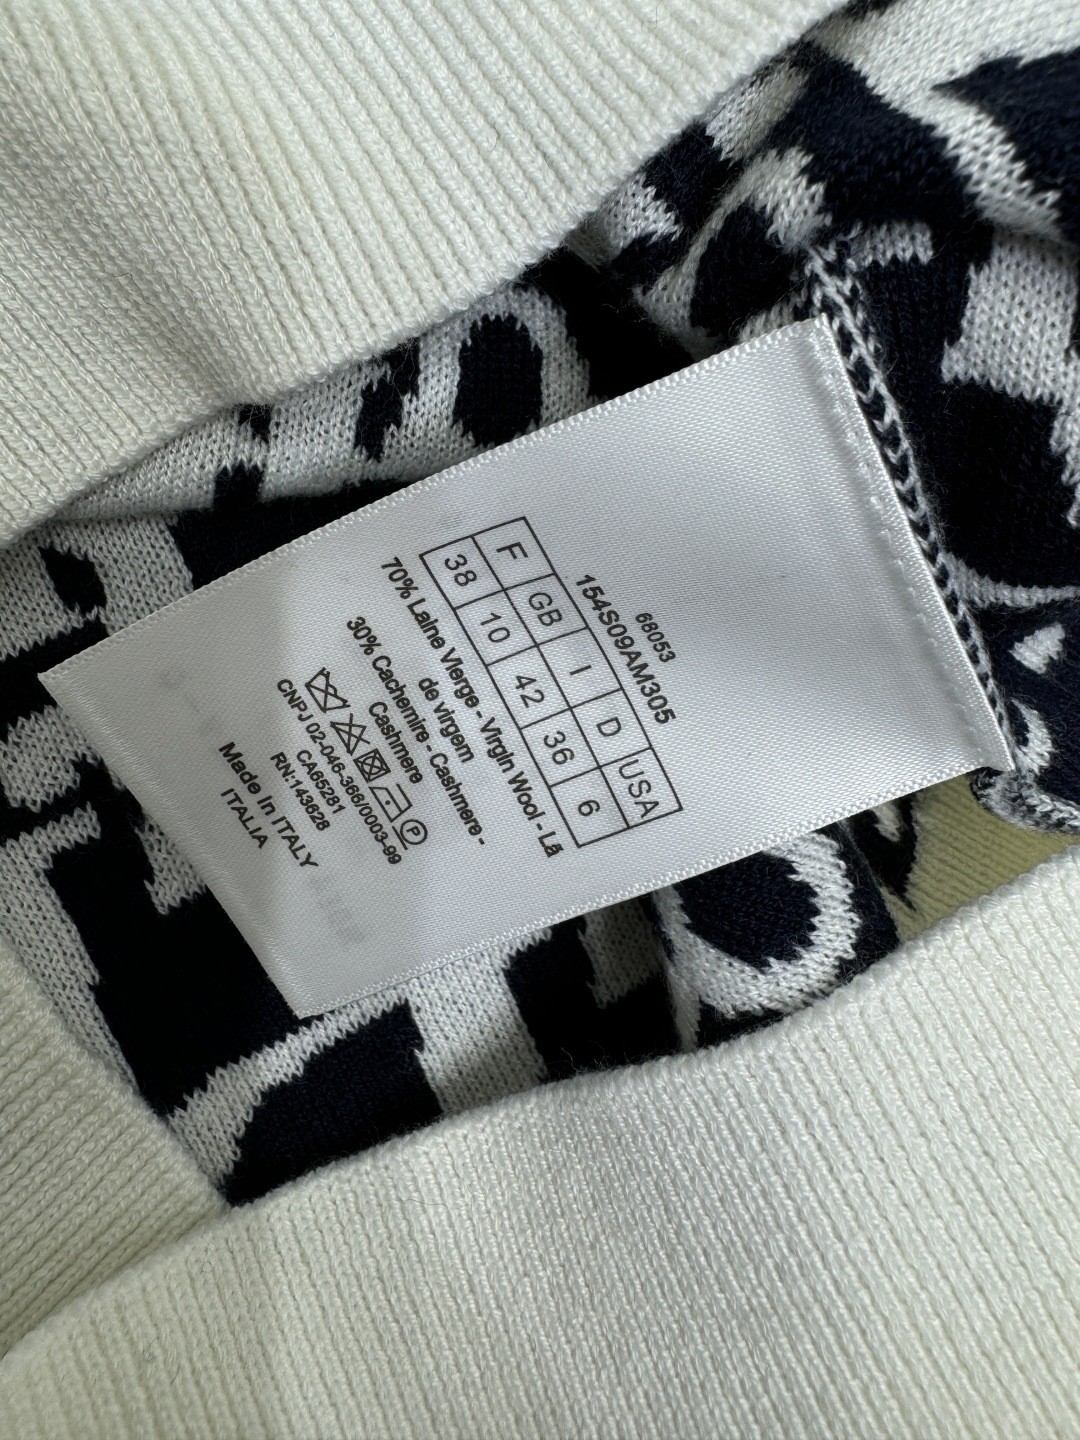 68053
154S09AM305
F GB I D USA
38 10 42 36 6
70% Laine Vierge - Virgin Wool - Lã
de virgem
30% Cachemire - Cashmere -
Cashmere
P
CNPJ 02-046-366/0003-99
CA65281
RN:143628
Made In ITALY
ITALIA